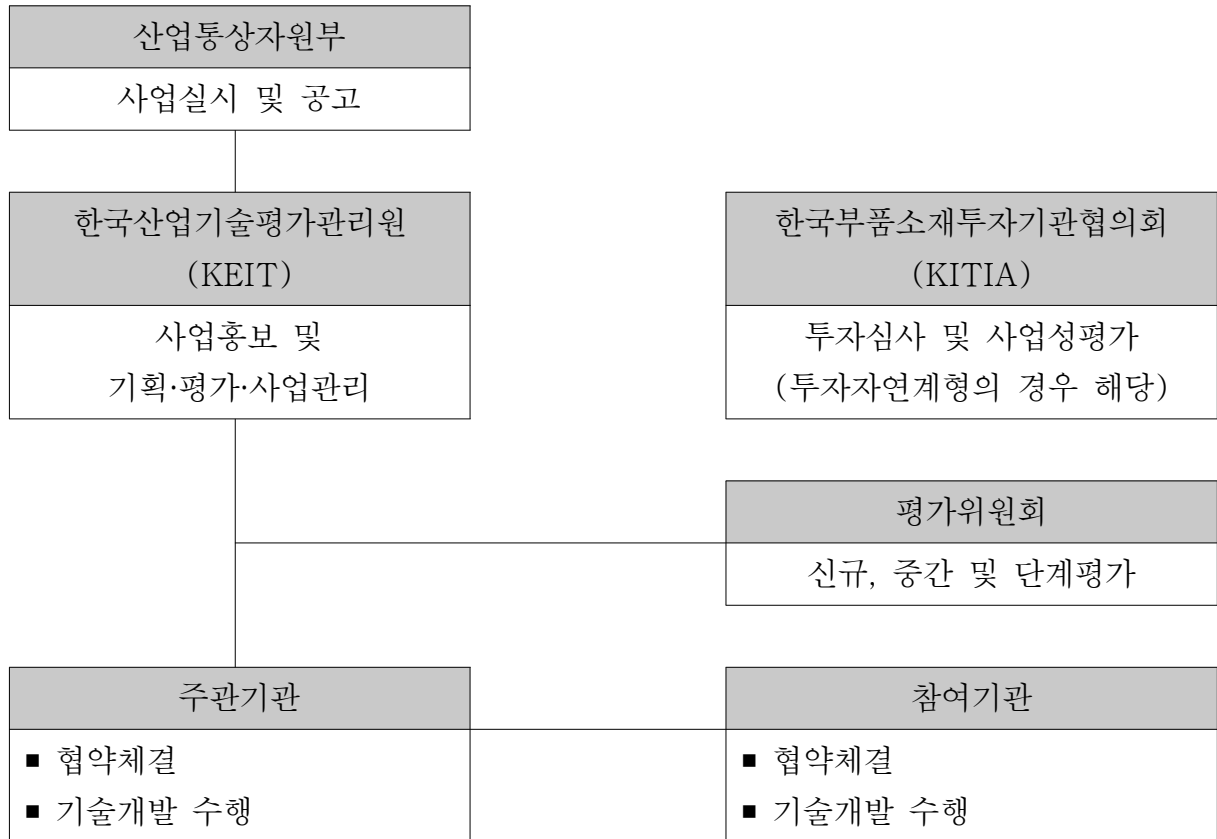 산업통상자원부
사업실시 및 공고
한국산업기술평가관리원
(KEIT)
사업홍보 및
기획·평가·사업관리
한국부품소재투자기관협의회
(KITIA)
투자심사 및 사업성평가
(투자자연계형의 경우 해당)
평가위원회
신규, 중간 및 단계평가
주관기관
■ 협약체결
■ 기술개발 수행
참여기관
■ 협약체결
■ 기술개발 수행